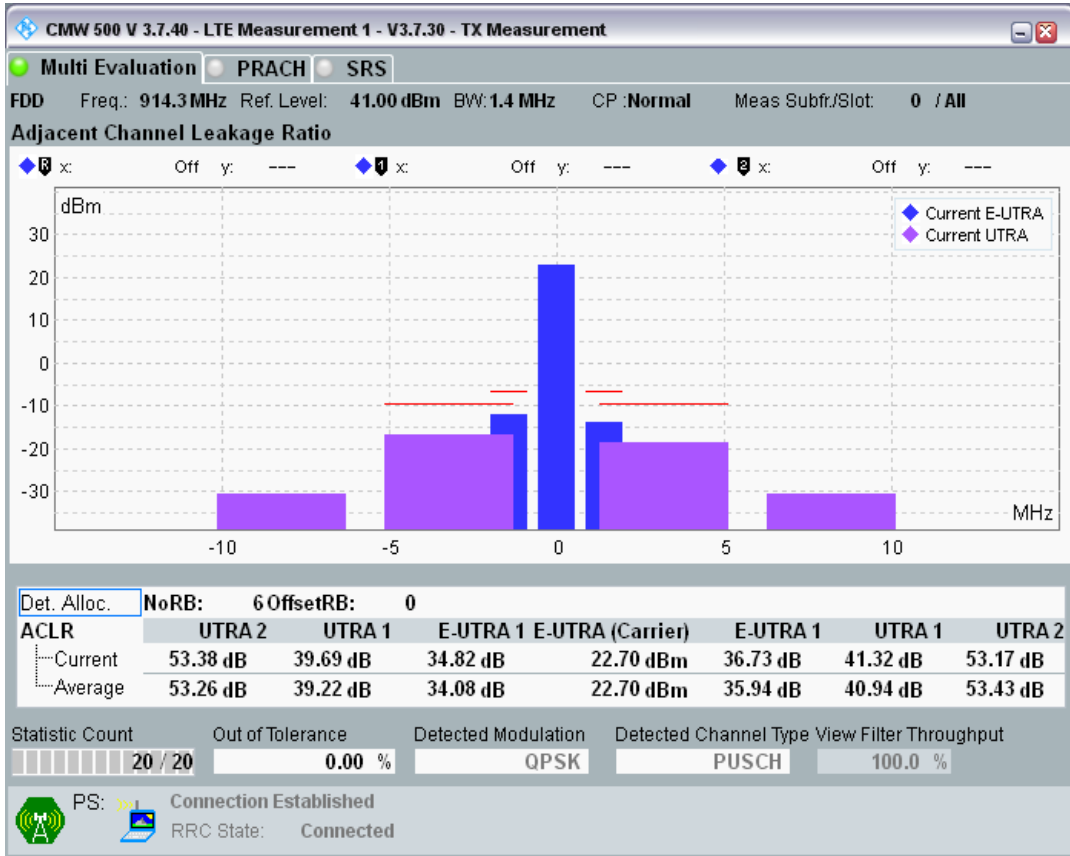 CMW 500 V 3.7.40 - LTE Measurement 1 - V3.7.30 - TX Measurement
Multi Evaluation PRACH SRS
FDD Freq.: 914.3 MHz Ref. Level: 41.00 dBm BW: 1.4 MHz CP :Normal Meas Subfr./Slot: 0 / All
Adjacent Channel Leakage Ratio
R x: Off y: --- 1 x: Off y: --- 2 x: Off y: ---
dBm
Current E-UTRA
Current UTRA
30
20
10
0
-10
-20
-30
MHz
-10 -5 0 5 10
Det. Alloc. NoRB: 6 OffsetRB: 0
ACLR UTRA 2 UTRA 1 E-UTRA 1 E-UTRA (Carrier) E-UTRA 1 UTRA 1 UTRA 2
Current 53.38 dB 39.69 dB 34.82 dB 22.70 dBm 36.73 dB 41.32 dB 53.17 dB
Average 53.26 dB 39.22 dB 34.08 dB 22.70 dBm 35.94 dB 40.94 dB 53.43 dB
Statistic Count Out of Tolerance Detected Modulation Detected Channel Type View Filter Throughput
20 / 20 0.00 % QPSK PUSCH 100.0 %
PS: Connection Established
RRC State: Connected